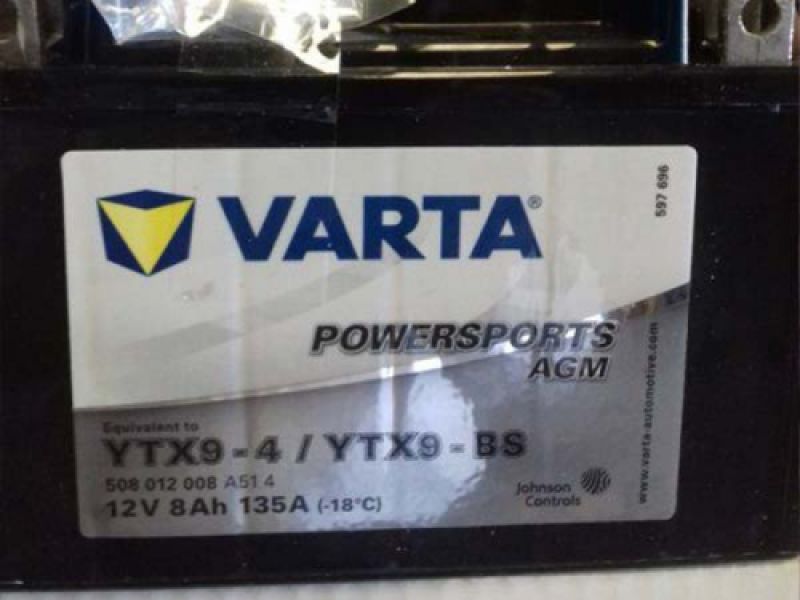 VARTA®
597 696
POWERSPORTS
AGM
Equivalent to
YTX9-4 / YTX9-BS
508 012 008 A51 4
12V 8Ah 135A (-18°C)
Johnson
Controls
www.varta-automotive.com